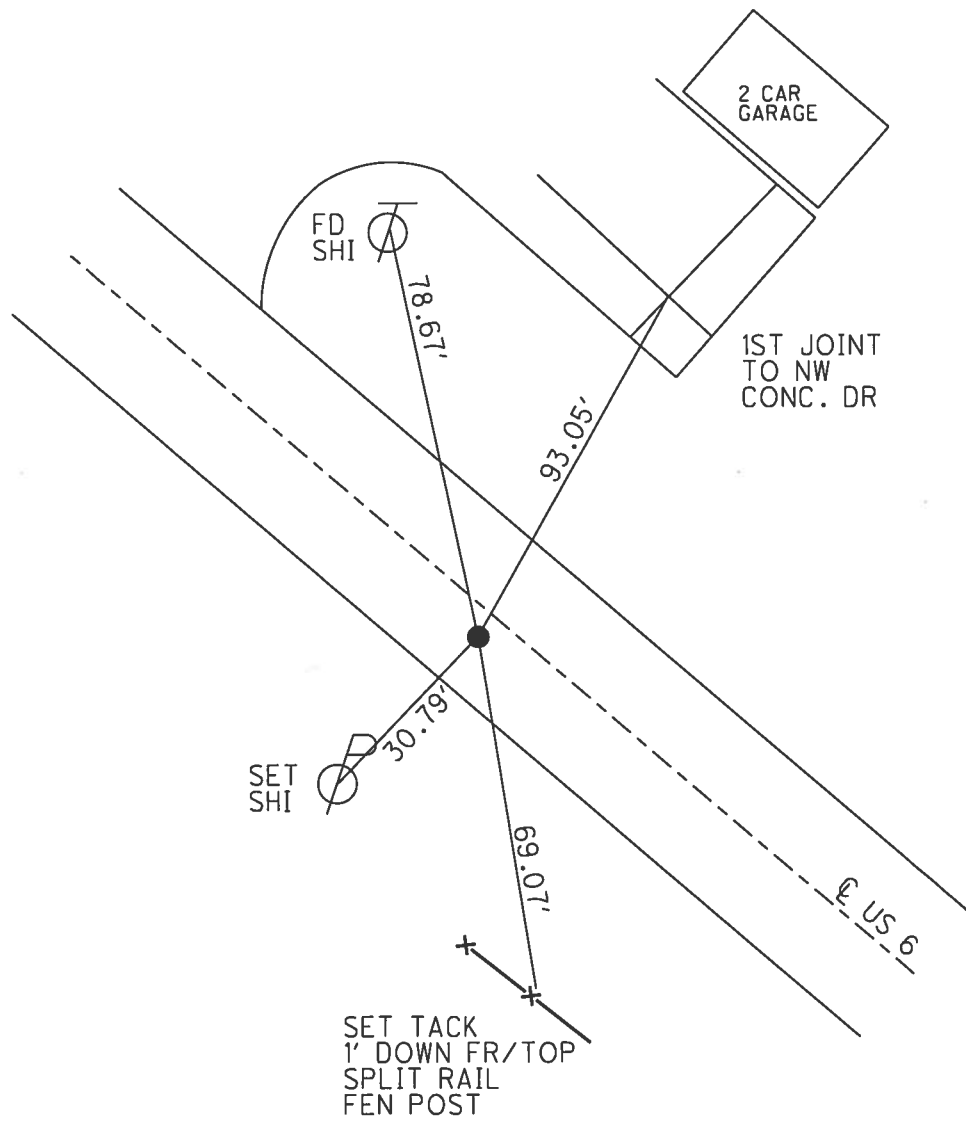 2 CAR
GARAGE
FD
SHI
78.67'
1ST JOINT
TO NW
CONC. DR
93.05'
30.79'
SET
SHI
69.07'
℄ US 6
SET TACK
1' DOWN FR/TOP
SPLIT RAIL
FEN POST